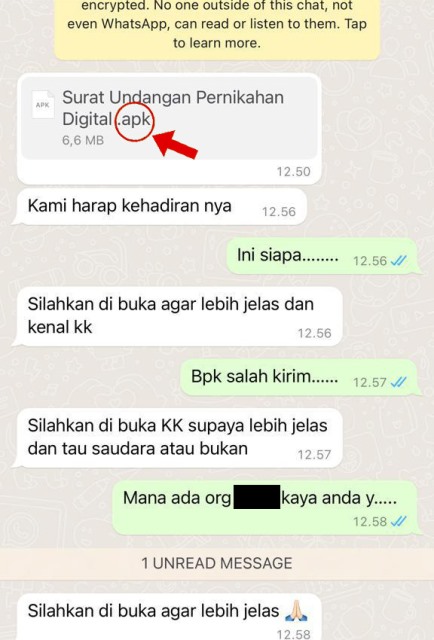 encrypted. No one outside of this chat, not
even WhatsApp, can read or listen to them. Tap
to learn more.
APK
Surat Undangan Pernikahan
Digital .apk
6,6 MB
12.50
Kami harap kehadiran nya
12.56
Ini siapa........
12.56
Silahkan di buka agar lebih jelas dan
kenal kk
12.56
Bpk salah kirim......
12.57
Silahkan di buka KK supaya lebih jelas
dan tau saudara atau bukan
12.57
Mana ada org kaya anda y.....
12.58
1 UNREAD MESSAGE
Silahkan di buka agar lebih jelas 🙏🏻
12.58